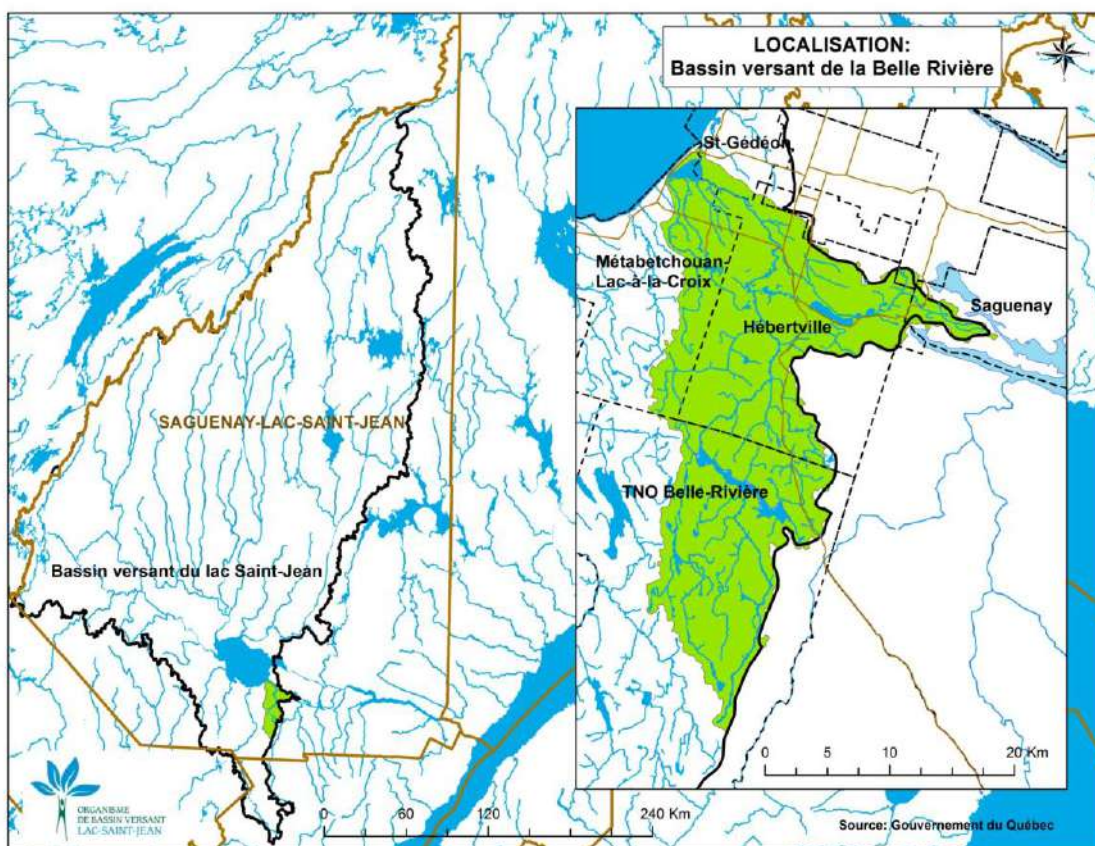 LOCALISATION:
Bassin versant de la Belle Rivière
St-Gédéon
Métabetchouan-
Lac-à-la-Croix
Saguenay
Hébertville
TNO Belle-Rivière
0 5 10 20 Km
SAGUENAY-LAC-SAINT-JEAN
Bassin versant du lac Saint-Jean
ORGANISME
DE BASSIN VERSANT
LAC-SAINT-JEAN
0 60 120 240 Km
Source: Gouvernement du Québec